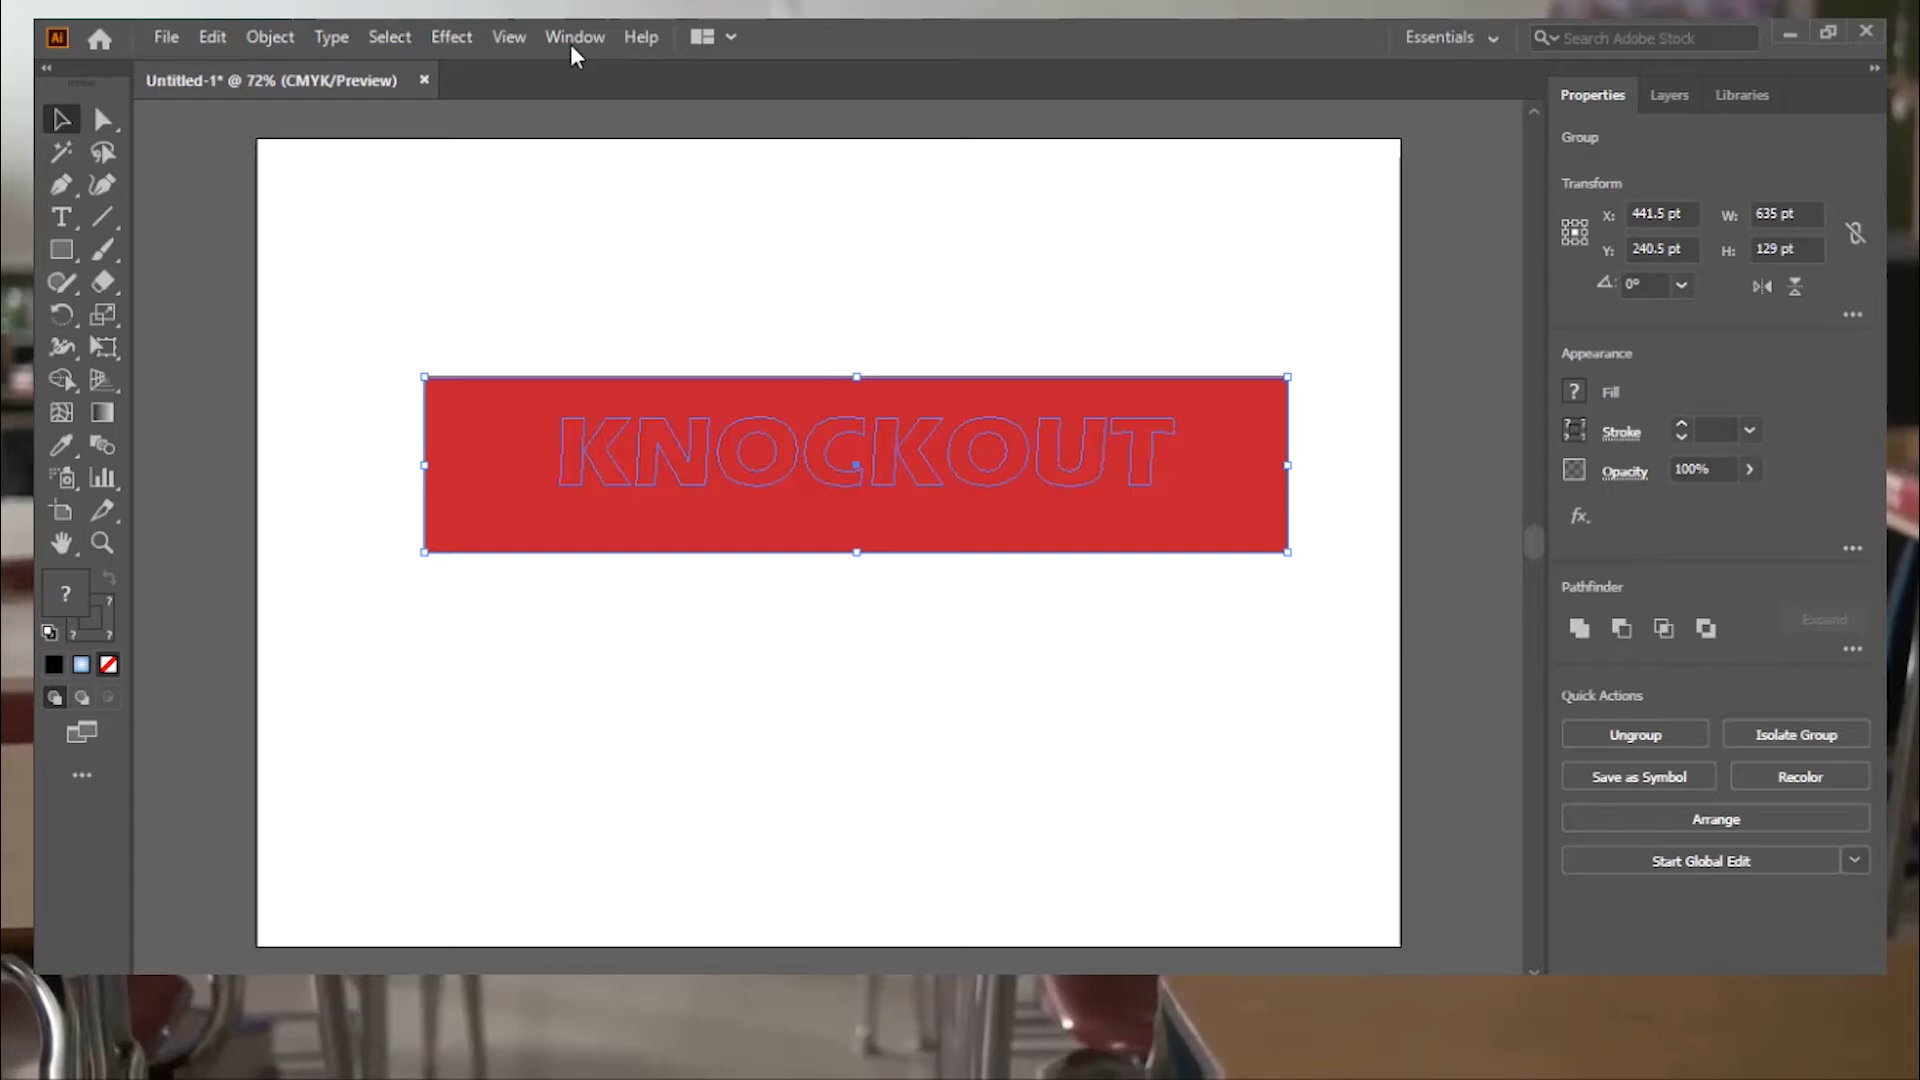 Ai File Edit Object Type Select Effect View Window Help Essentials Search Adobe Stock
Untitled-1* @ 72% (CMYK/Preview)
Properties Layers Libraries
Group
Transform
X: 441.5 pt W: 635 pt
Y: 240.5 pt H: 129 pt
0°
Appearance
? Fill
Stroke
Opacity 100%
fx.
KNOCKOUT
Pathfinder
Expand
Quick Actions
Ungroup Isolate Group
Save as Symbol Recolor
Arrange
Start Global Edit